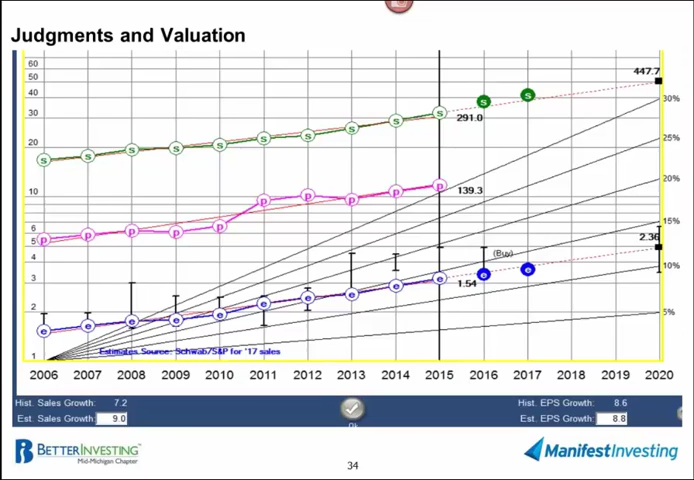 Judgments and Valuation
60
50
40
30
20
10
6
5
4
3
2
1
s s s s s s s s s s s s
p p p p p p p p p p
e e e e e e e e e e e e
447.7
291.0
139.3
1.54
2.36
(Buy)
30%
25%
20%
15%
10%
5%
Estimates Source: Schwab/S&P for '17 sales
2006 2007 2008 2009 2010 2011 2012 2013 2014 2015 2016 2017 2018 2019 2020
Hist. Sales Growth: 7.2 Hist. EPS Growth: 8.6
Est. Sales Growth: 9.0 Est. EPS Growth: 8.8
BETTERINVESTING™
Mid-Michigan Chapter
34
ManifestInvesting